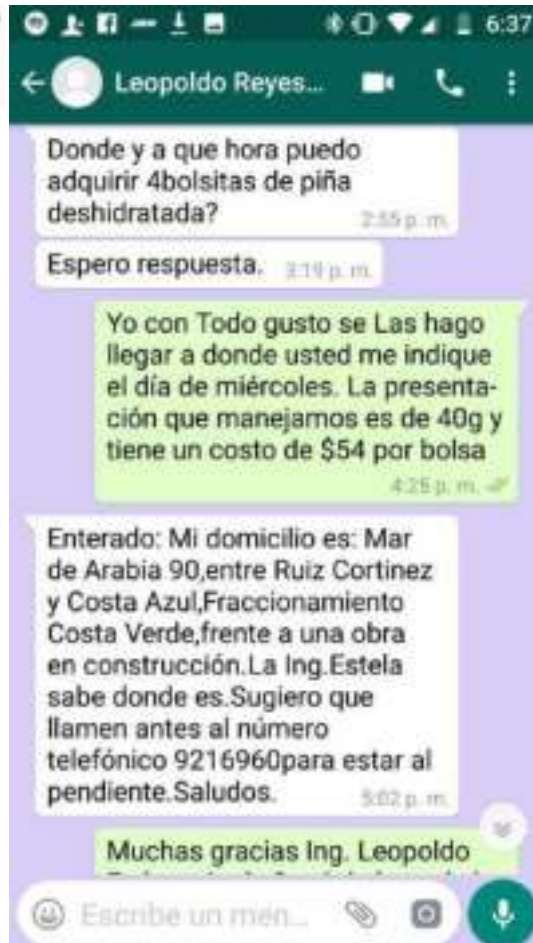 6:37
Leopoldo Reyes...
Donde y a que hora puedo
adquirir 4bolsitas de piña
deshidratada?
2:55 p. m.
Espero respuesta. 3:19 p. m.
Yo con Todo gusto se Las hago
llegar a donde usted me indique
el día de miércoles. La presenta-
ción que manejamos es de 40g y
tiene un costo de $54 por bolsa
4:25 p. m.
Enterado: Mi domicilio es: Mar
de Arabia 90,entre Ruiz Cortinez
y Costa Azul,Fraccionamiento
Costa Verde,frente a una obra
en construcción.La Ing.Estela
sabe donde es.Sugiero que
llamen antes al número
telefónico 9216960para estar al
pendiente.Saludos.
5:02 p. m.
Muchas gracias Ing. Leopoldo
Escribe un men...